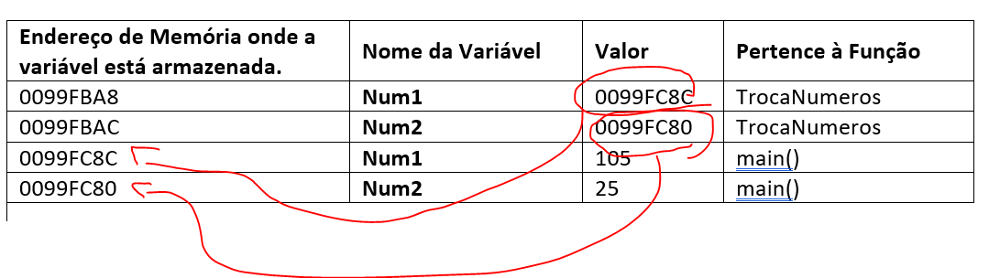 Endereço de Memória onde a variável está armazenada. Nome da Variável Valor Pertence à Função
0099FBA8 Num1 0099FC8C TrocaNumeros
0099FBAC Num2 0099FC80 TrocaNumeros
0099FC8C Num1 105 main()
0099FC80 Num2 25 main()